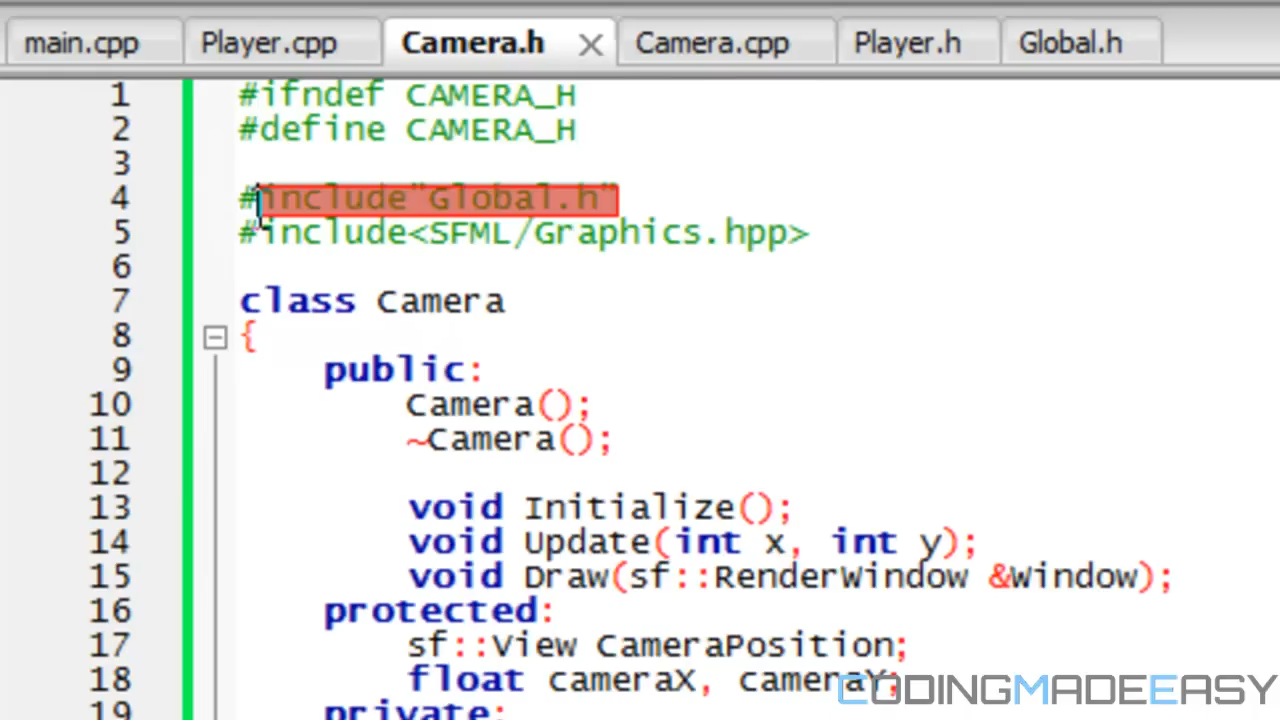 main.cpp Player.cpp Camera.h Camera.cpp Player.h Global.h
1 #ifndef CAMERA_H
2 #define CAMERA_H
3
4 #include"Global.h"
5 #include<SFML/Graphics.hpp>
6
7 class Camera
8 {
9 public:
10 Camera();
11 ~Camera();
12
13 void Initialize();
14 void Update(int x, int y);
15 void Draw(sf::RenderWindow &Window);
16 protected:
17 sf::View CameraPosition;
18 float cameraX, cameraY;
19 private:
CODINGMADEEASY